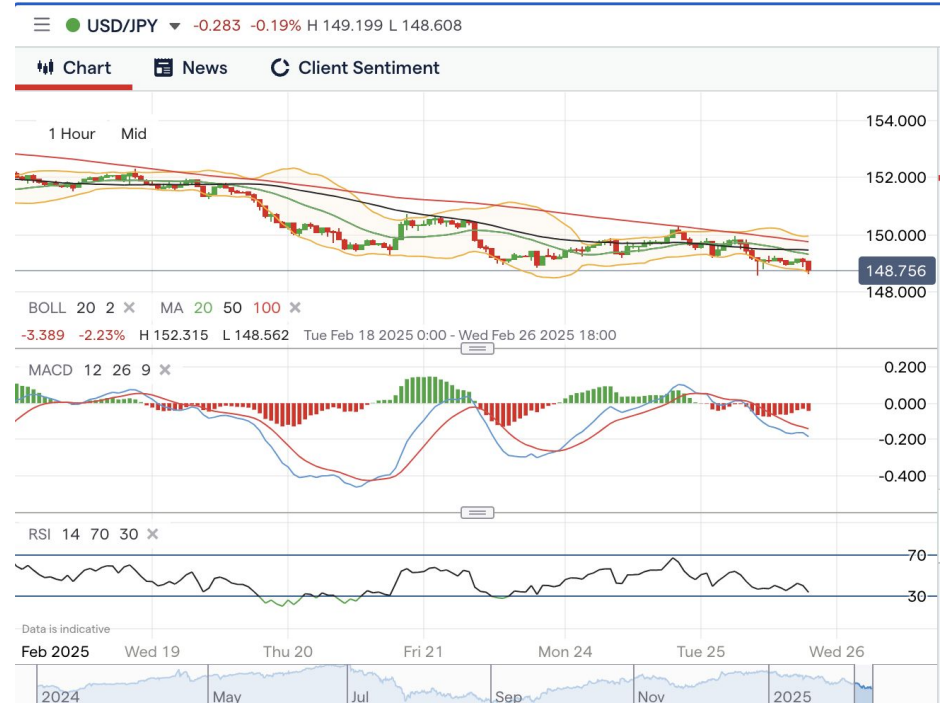 USD/JPY -0.283 -0.19% H 149.199 L 148.608
Chart News Client Sentiment
1 Hour Mid
154.000
152.000
150.000
148.756
148.000
BOLL 20 2 MA 20 50 100
-3.389 -2.23% H 152.315 L 148.562 Tue Feb 18 2025 0:00 - Wed Feb 26 2025 18:00
MACD 12 26 9
0.200
0.000
-0.200
-0.400
RSI 14 70 30
70
30
Data is indicative
Feb 2025 Wed 19 Thu 20 Fri 21 Mon 24 Tue 25 Wed 26
2024 May Jul Sep Nov 2025